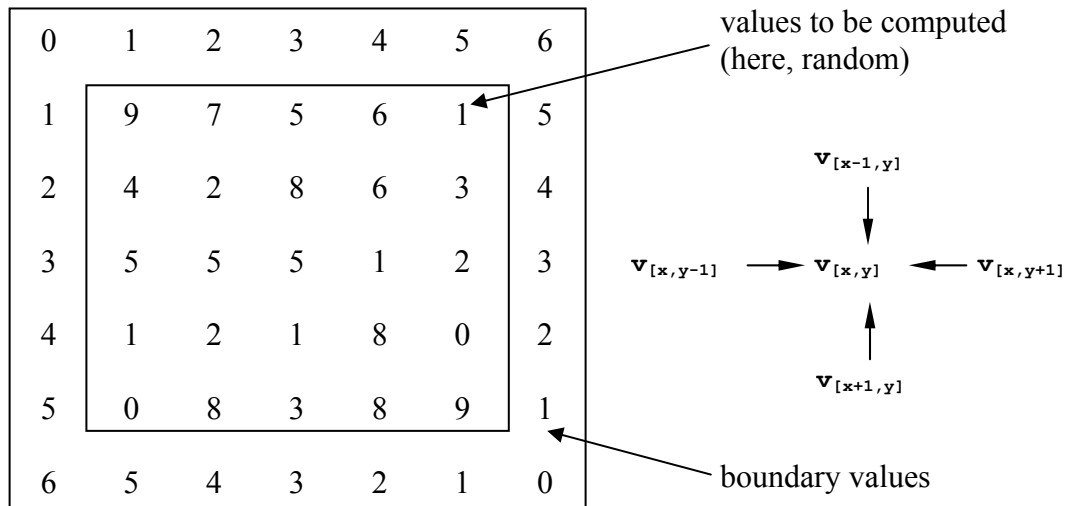 0 1 2 3 4 5 6
1 9 7 5 6 1 5
2 4 2 8 6 3 4
3 5 5 5 1 2 3
4 1 2 1 8 0 2
5 0 8 3 8 9 1
6 5 4 3 2 1 0
values to be computed
(here, random)
v[x-1,y]
v[x,y-1] v[x,y] v[x,y+1]
v[x+1,y]
boundary values